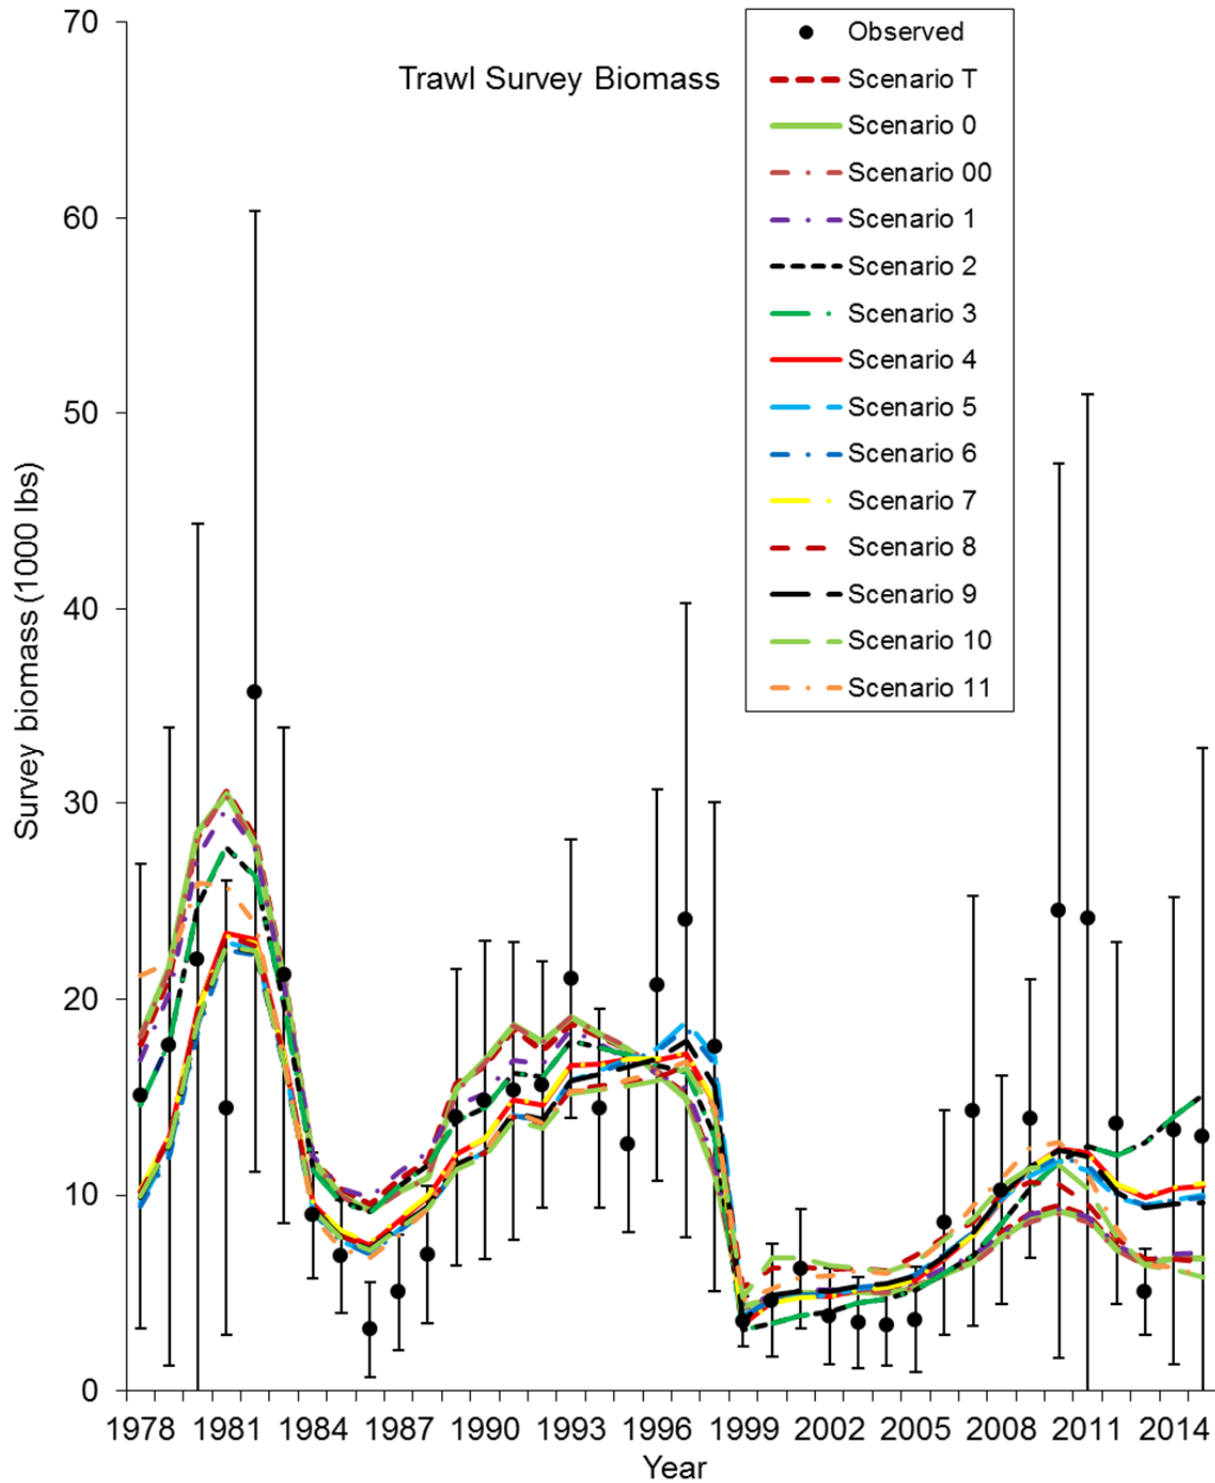 70
60
50
40
30
20
10
0
Survey biomass (1000 lbs)
Trawl Survey Biomass
Observed
Scenario T
Scenario 0
Scenario 00
Scenario 1
Scenario 2
Scenario 3
Scenario 4
Scenario 5
Scenario 6
Scenario 7
Scenario 8
Scenario 9
Scenario 10
Scenario 11
1978 1981 1984 1987 1990 1993 1996 1999 2002 2005 2008 2011 2014
Year